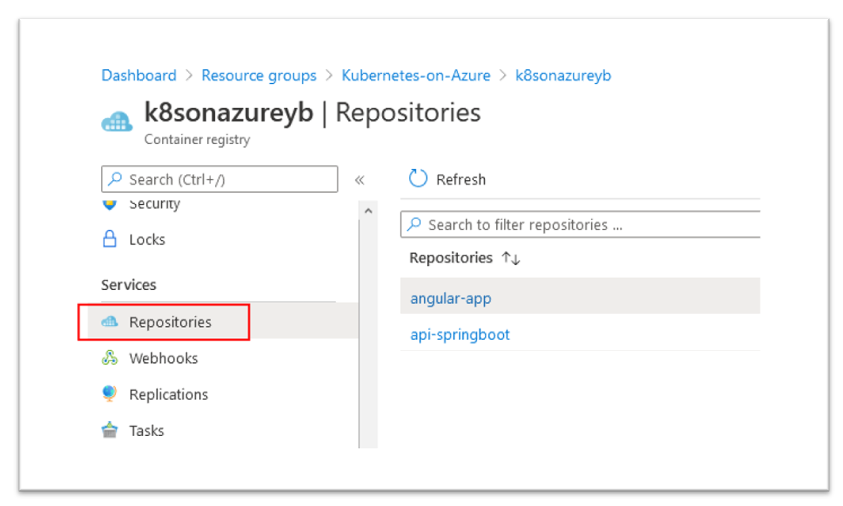 Dashboard > Resource groups > Kubernetes-on-Azure > k8sonazureyb
k8sonazureyb | Repositories
Container registry
Search (Ctrl+/)
«
Refresh
Security
Locks
Services
Repositories
Webhooks
Replications
Tasks
Search to filter repositories ...
Repositories ↑↓
angular-app
api-springboot